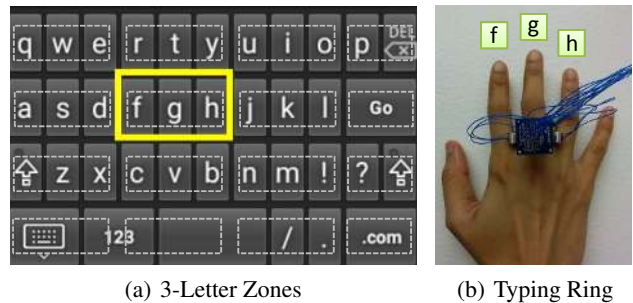 q w e r t y u i o p DEL
a s d f g h j k l Go
z x c v b n m ! ?
123 / . .com
f g h
(a) 3-Letter Zones
(b) Typing Ring